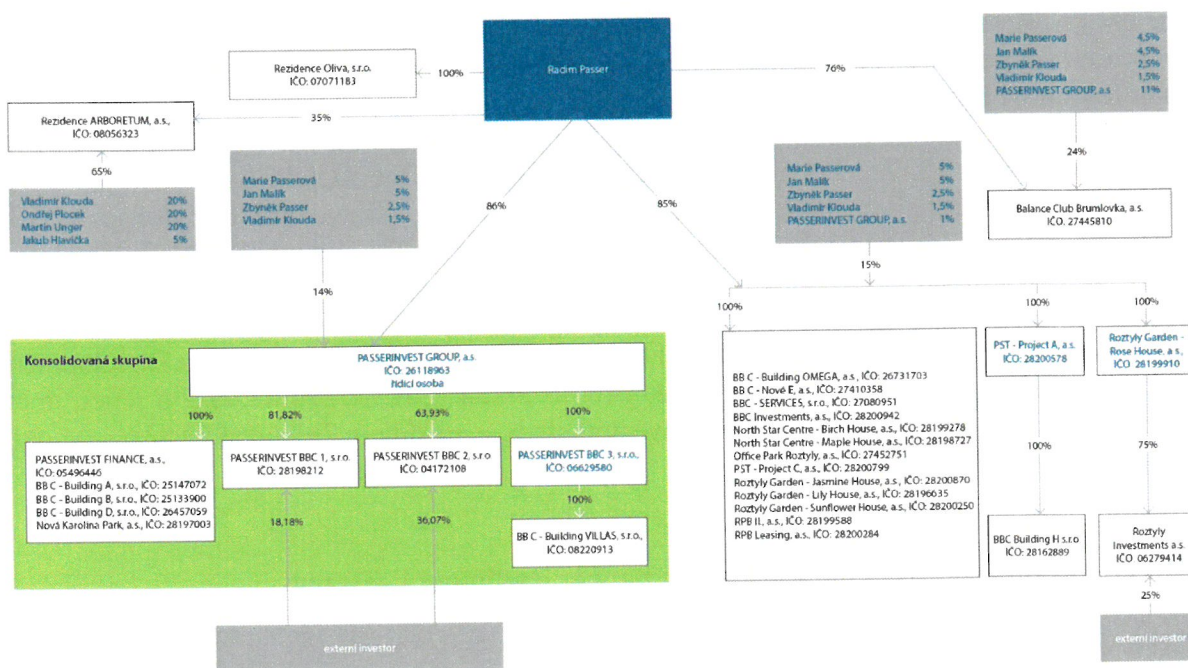 Radim Passer
Rezidence Oliva, s.r.o.
IČO: 07071183
100%
76%
Marie Passerová 4,5%
Jan Malík 4,5%
Zbyněk Passer 2,5%
Vladimír Klouda 1,5%
PASSERINVEST GROUP, a.s 11%
Rezidence ARBORETUM, a.s.,
IČO: 08056323
35%
65%
Vladimír Klouda 20%
Ondřej Plocek 20%
Martin Unger 20%
Jakub Hlavička 5%
Marie Passerová 5%
Jan Malík 5%
Zbyněk Passer 2,5%
Vladimír Klouda 1,5%
86%
85%
Marie Passerová 5%
Jan Malík 5%
Zbyněk Passer 2,5%
Vladimír Klouda 1,5%
PASSERINVEST GROUP, a.s. 1%
24%
Balance Club Brumlovka, a.s.
IČO: 27445810
14%
15%
100%
100%
100%
Konsolidovaná skupina
PASSERINVEST GROUP, a.s.
IČO: 26118963
řídící osoba
100%
81,82%
63,93%
100%
PASSERINVEST FINANCE, a.s.,
IČO: 05496446
BB C - Building A, s.r.o., IČO: 25147072
BB C - Building B, s.r.o., IČO: 25133900
BB C - Building D, s.r.o., IČO: 26457059
Nová Karolina Park, a.s., IČO: 28197003
PASSERINVEST BBC 1, s.r.o.
IČO: 28198212
PASSERINVEST BBC 2, s.r.o
IČO: 04172108
PASSERINVEST BBC 3, s.r.o.,
IČO: 06629580
18,18%
36,07%
100%
BB C - Building VILLAS, s.r.o.,
IČO: 08220913
externí investor
BB C - Building OMEGA, a.s., IČO: 26731703
BB C - Nové E, a.s., IČO: 27410358
BBC - SERVICES, s.r.o., IČO: 27080951
BBC Investments, a.s., IČO: 28200942
North Star Centre - Birch House, a.s., IČO: 28199278
North Star Centre - Maple House, a.s., IČO: 28198727
Office Park Roztyly, a.s., IČO: 27452751
PST - Project C, a.s., IČO: 28200799
Roztyly Garden - Jasmine House, a.s., IČO: 28200870
Roztyly Garden - Lily House, a.s., IČO: 28196635
Roztyly Garden - Sunflower House, a.s., IČO: 28200250
RPB II., a.s., IČO: 28199588
RPB Leasing, a.s., IČO: 28200284
PST - Project A, a.s.
IČO: 28200578
100%
BBC Building H s.r.o
IČO: 28162889
Roztyly Garden -
Rose House, a.s.,
IČO: 28199910
75%
Roztyly
Investments a.s.
IČO 06279414
25%
externí investor